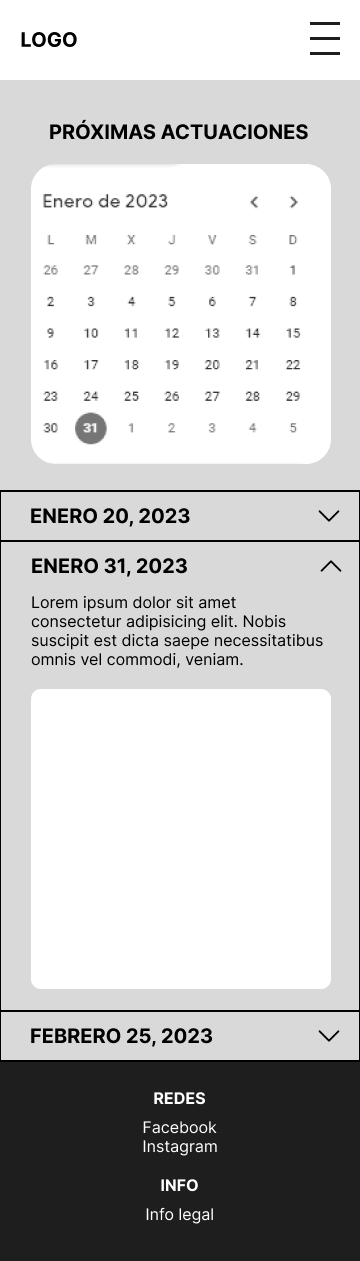 LOGO
PRÓXIMAS ACTUACIONES
Enero de 2023
L M X J V S D
26 27 28 29 30 31 1
2 3 4 5 6 7 8
9 10 11 12 13 14 15
16 17 18 19 20 21 22
23 24 25 26 27 28 29
30 31 1 2 3 4 5
ENERO 20, 2023
ENERO 31, 2023
Lorem ipsum dolor sit amet
consectetur adipisicing elit. Nobis
suscipit est dicta saepe necessitatibus
omnis vel commodi, veniam.
FEBRERO 25, 2023
REDES
Facebook
Instagram
INFO
Info legal